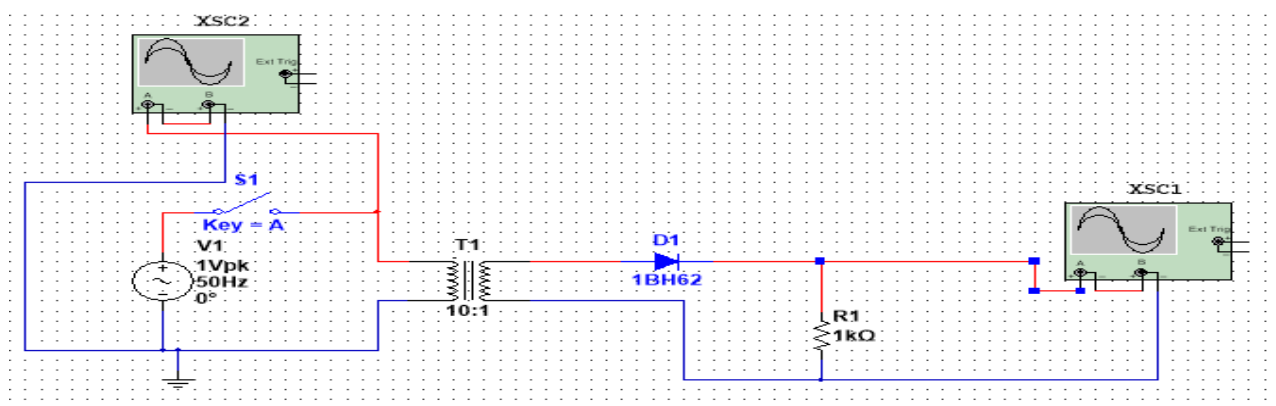 XSC2
Ext Trig
+
−
A
B
+ − + −
S1
Key = A
V1
1Vpk
50Hz
0°
+
~
−
T1
10:1
D1
1BH62
R1
1kΩ
XSC1
Ext Trig
+
−
A
B
+ − + −